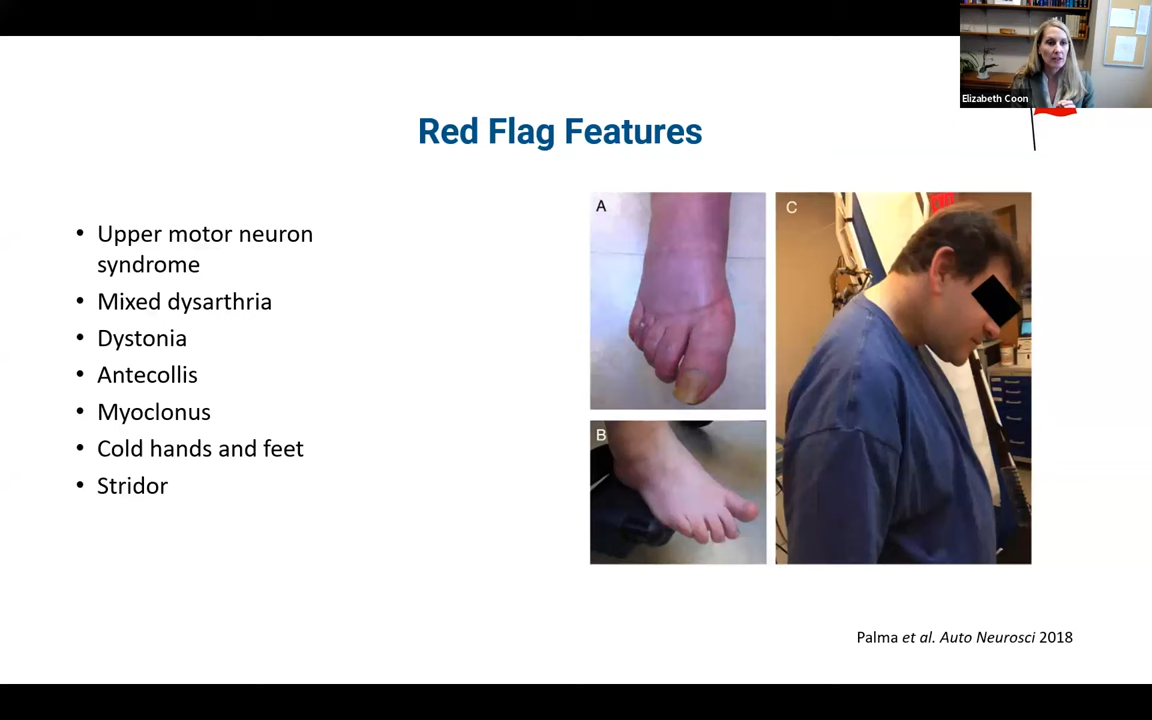 Elizabeth Coon
Red Flag Features
• Upper motor neuron
syndrome
• Mixed dysarthria
• Dystonia
• Antecollis
• Myoclonus
• Cold hands and feet
• Stridor
A
B
C
Palma et al. Auto Neurosci 2018